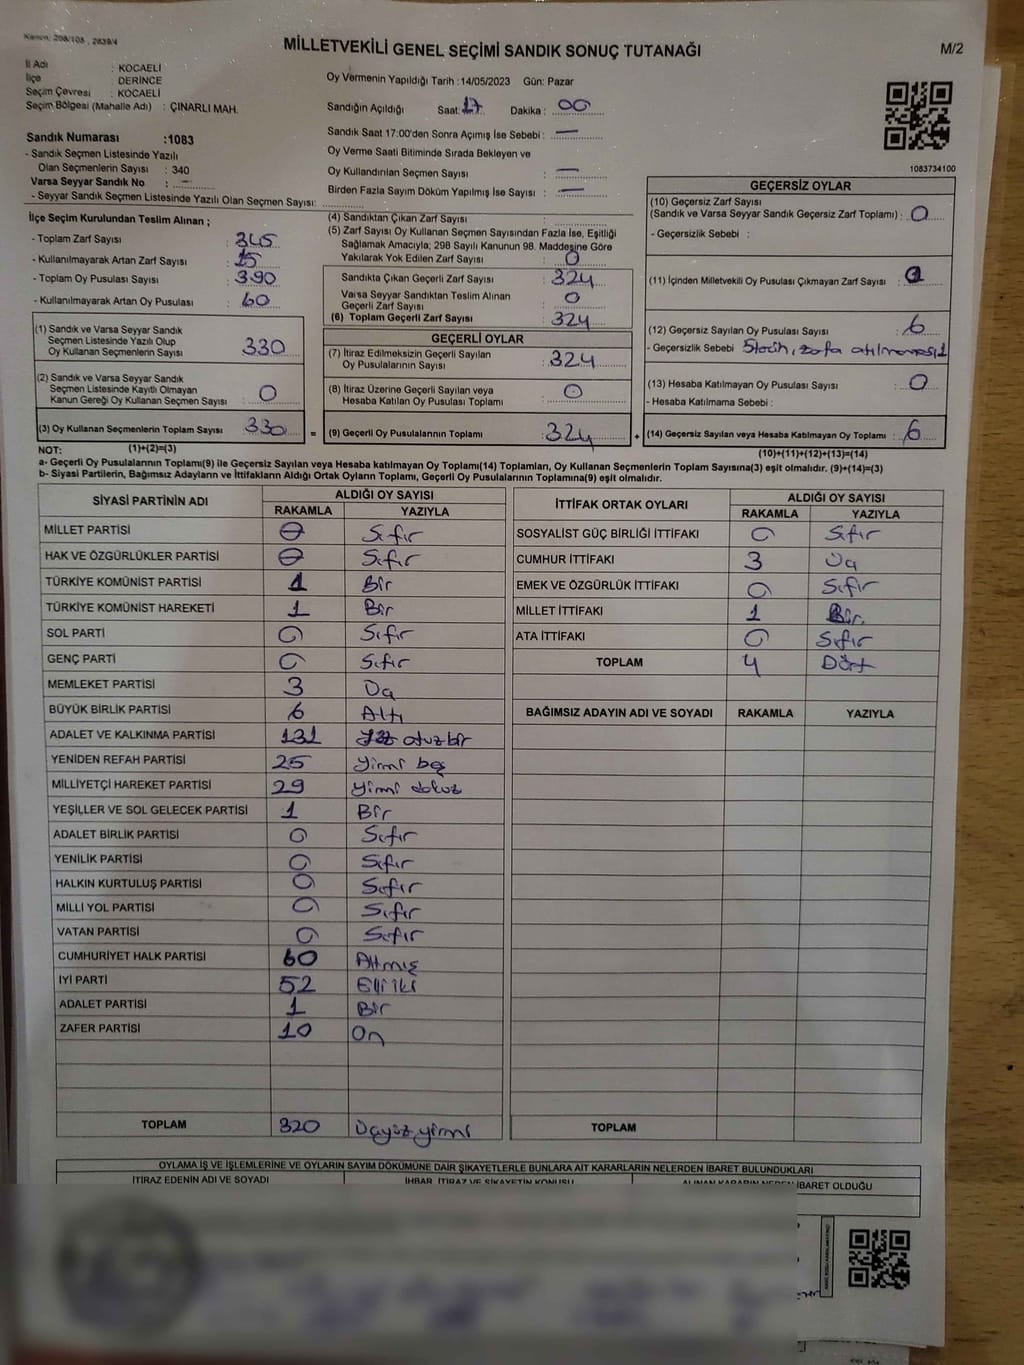 Kanun: 298/105 , 2839/4
MİLLETVEKİLİ GENEL SEÇİMİ SANDIK SONUÇ TUTANAĞI
M/2
İl Adı : KOCAELİ
İlçe : DERİNCE
Seçim Çevresi : KOCAELİ
Seçim Bölgesi (Mahalle Adı) : ÇINARLI MAH.
Sandık Numarası :1083
- Sandık Seçmen Listesinde Yazılı
Olan Seçmenlerin Sayısı : 340
Varsa Seyyar Sandık No : –
- Seyyar Sandık Seçmen Listesinde Yazılı Olan Seçmen Sayısı:
Oy Vermenin Yapıldığı Tarih :14/05/2023 Gün: Pazar
Sandığın Açıldığı Saat: 17 Dakika : 00
Sandık Saat 17:00'den Sonra Açımış İse Sebebi : —
Oy Verme Saati Bitiminde Sırada Bekleyen ve
Oy Kullandırılan Seçmen Sayısı : —
Birden Fazla Sayım Döküm Yapılmış İse Sayısı : —
1083734100
İlçe Seçim Kurulundan Teslim Alınan ;
- Toplam Zarf Sayısı : 345
- Kullanılmayarak Artan Zarf Sayısı : 15
- Toplam Oy Pusulası Sayısı : 390
- Kullanılmayarak Artan Oy Pusulası : 60
(1) Sandık ve Varsa Seyyar Sandık
Seçmen Listesinde Yazılı Olup
Oy Kullanan Seçmenlerin Sayısı : 330
(2) Sandık ve Varsa Seyyar Sandık
Seçmen Listesinde Kayıtlı Olmayan
Kanun Gereği Oy Kullanan Seçmen Sayısı : 0
(3) Oy Kullanan Seçmenlerin Toplam Sayısı : 330
(4) Sandıktan Çıkan Zarf Sayısı :
(5) Zarf Sayısı Oy Kullanan Seçmen Sayısından Fazla İse, Eşitliği
Sağlamak Amacıyla; 298 Sayılı Kanunun 98. Maddesine Göre
Yakılarak Yok Edilen Zarf Sayısı : 0
Sandıkta Çıkan Geçerli Zarf Sayısı : 324
Varsa Seyyar Sandıktan Teslim Alınan
Geçerli Zarf Sayısı : 0
(6) Toplam Geçerli Zarf Sayısı : 324
GEÇERLİ OYLAR
(7) İtiraz Edilmeksizin Geçerli Sayılan
Oy Pusulalarının Sayısı : 324
(8) İtiraz Üzerine Geçerli Sayılan veya
Hesaba Katılan Oy Pusulası Toplamı : 0
= (9) Geçerli Oy Pusulalarının Toplamı : 324 +
GEÇERSİZ OYLAR
(10) Geçersiz Zarf Sayısı
(Sandık ve Varsa Seyyar Sandık Geçersiz Zarf Toplamı) : 0
- Geçersizlik Sebebi :
(11) İçinden Milletvekili Oy Pusulası Çıkmayan Zarf Sayısı :
(12) Geçersiz Sayılan Oy Pusulası Sayısı : 6
- Geçersizlik Sebebi zarfa atılmaması
(13) Hesaba Katılmayan Oy Pusulası Sayısı : 0
- Hesaba Katılmama Sebebi :
(14) Geçersiz Sayılan veya Hesaba Katılmayan Oy Toplamı : 6
NOT: (1)+(2)=(3) (10)+(11)+(12)+(13)=(14)
a- Geçerli Oy Pusulalarının Toplamı(9) ile Geçersiz Sayılan veya Hesaba katılmayan Oy Toplamı(14) Toplamları, Oy Kullanan Seçmenlerin Toplam Sayısına(3) eşit olmalıdır. (9)+(14)=(3)
b- Siyasi Partilerin, Bağımsız Adayların ve İttifakların Aldığı Ortak Oyların Toplamı, Geçerli Oy Pusulalarının Toplamına(9) eşit olmalıdır.
SİYASİ PARTİNİN ADI ALDIĞI OY SAYISI
RAKAMLA YAZIYLA
MİLLET PARTİSİ 0 Sıfır
HAK VE ÖZGÜRLÜKLER PARTİSİ 0 Sıfır
TÜRKİYE KOMÜNİST PARTİSİ 1 Bir
TÜRKİYE KOMÜNİST HAREKETİ 1 Bir
SOL PARTİ 0 Sıfır
GENÇ PARTİ 0 Sıfır
MEMLEKET PARTİSİ 3 Üç
BÜYÜK BİRLİK PARTİSİ 6 Altı
ADALET VE KALKINMA PARTİSİ 131 Yüz otuzbir
YENİDEN REFAH PARTİSİ 25 Yirmi beş
MİLLİYETÇİ HAREKET PARTİSİ 29 Yirmi dokuz
YEŞİLLER VE SOL GELECEK PARTİSİ 1 Bir
ADALET BİRLİK PARTİSİ 0 Sıfır
YENİLİK PARTİSİ 0 Sıfır
HALKIN KURTULUŞ PARTİSİ 0 Sıfır
MİLLİ YOL PARTİSİ 0 Sıfır
VATAN PARTİSİ 0 Sıfır
CUMHURİYET HALK PARTİSİ 60 Altmış
İYİ PARTİ 52 Elli iki
ADALET PARTİSİ 1 Bir
ZAFER PARTİSİ 10 On
TOPLAM 320 Üçyüz yirmi
İTTİFAK ORTAK OYLARI ALDIĞI OY SAYISI
RAKAMLA YAZIYLA
SOSYALİST GÜÇ BİRLİĞİ İTTİFAKI 0 Sıfır
CUMHUR İTTİFAKI 3 Üç
EMEK VE ÖZGÜRLÜK İTTİFAKI 0 Sıfır
MİLLET İTTİFAKI 1 Bir
ATA İTTİFAKI 0 Sıfır
TOPLAM 4 Dört
BAĞIMSIZ ADAYIN ADI VE SOYADI RAKAMLA YAZIYLA
TOPLAM
OYLAMA İŞ VE İŞLEMLERİNE VE OYLARIN SAYIM DÖKÜMÜNE DAİR ŞİKAYETLERLE BUNLARA AİT KARARLARIN NELERDEN İBARET BULUNDUKLARI
İTİRAZ EDENİN ADI VE SOYADI İHBAR, İTİRAZ VE ŞİKAYETİN KONUSU ALINAN KARARIN NEDEN İBARET OLDUĞU